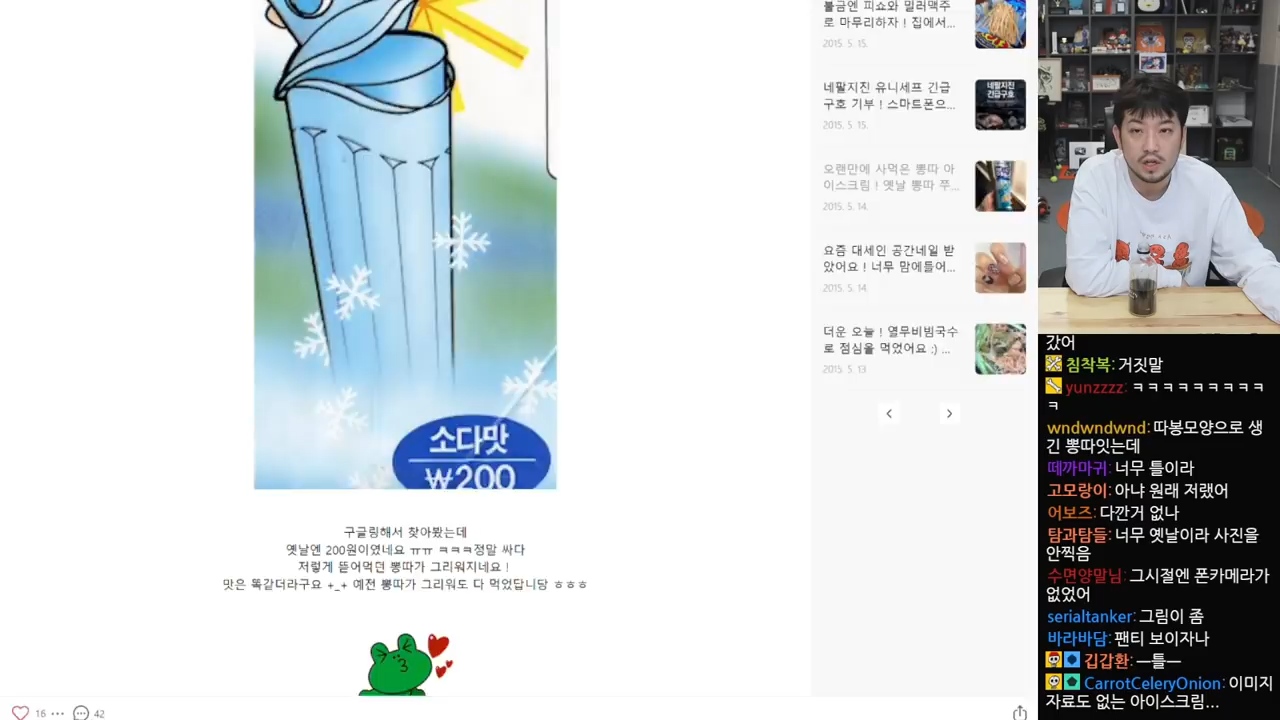 소다맛
₩200
구글링해서 찾아봤는데
옛날엔 200원이였네요 ㅠㅠ ㅋㅋㅋ정말 싸다
저렇게 뜯어먹던 뽕따가 그리워지네요 !
맛은 똑같더라구요 +_+ 예전 뽕따가 그리워도 다 먹었답니당 ㅎㅎㅎ
16
42
불금엔 피쇼와 밀러맥주
로 마무리하자 ! 집에서...
2015. 5. 15.
네팔지진 유니세프 긴급
구호 기부 ! 스마트폰으...
2015. 5. 15.
네팔지진
긴급구호
오랜만에 사먹은 뽕따 아
이스크림 ! 옛날 뽕따 뚜...
2015. 5. 14.
요즘 대세인 공간네일 받
았어요 ! 너무 맘에들어...
2015. 5. 14.
더운 오늘 ! 열무비빔국수
로 점심을 먹었어요 :) ...
2015. 5. 13
갔어
침착복: 거짓말
yunzzzz: ㅋㅋㅋㅋㅋㅋㅋㅋㅋ
ㅋ
wndwndwnd: 따봉모양으로 생
긴 뽕따잇는데
떼까마귀: 너무 틀이라
고모랑이: 아냐 원래 저랬어
어보즈: 다깐거 없나
탐과탐들: 너무 옛날이라 사진을
안찍음
수면양말님: 그시절엔 폰카메라가
없었어
serialtanker: 그림이 좀
바라바담: 팬티 보이자나
깁갑환: ㅡ틀ㅡ
CarrotCeleryOnion: 이미지
자료도 없는 아이스크림...